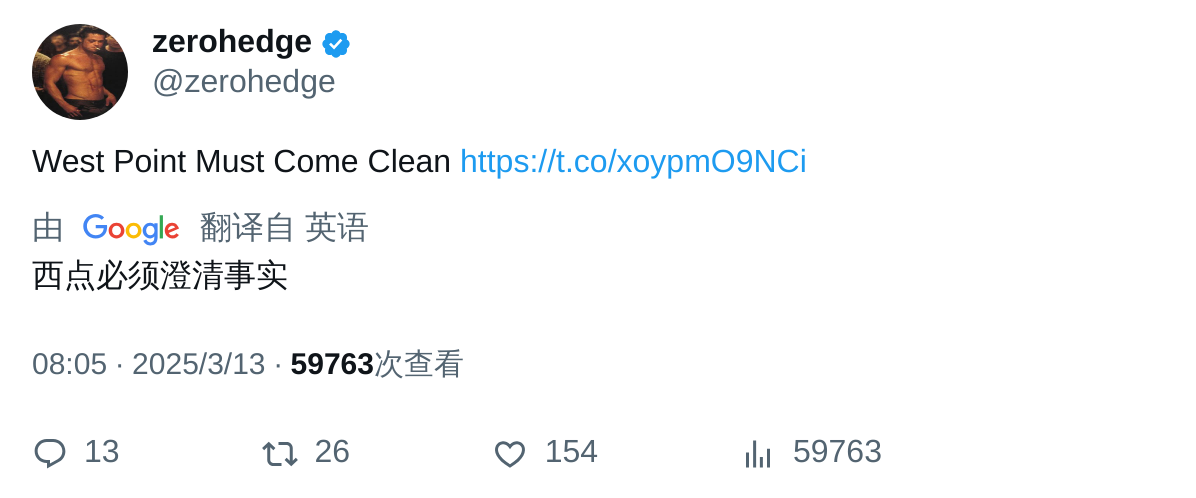 zerohedge
@zerohedge
West Point Must Come Clean https://t.co/xoypmO9NCi
由 Google 翻译自 英语
西点必须澄清事实
08:05 · 2025/3/13 · 59763次查看
13 26 154 59763